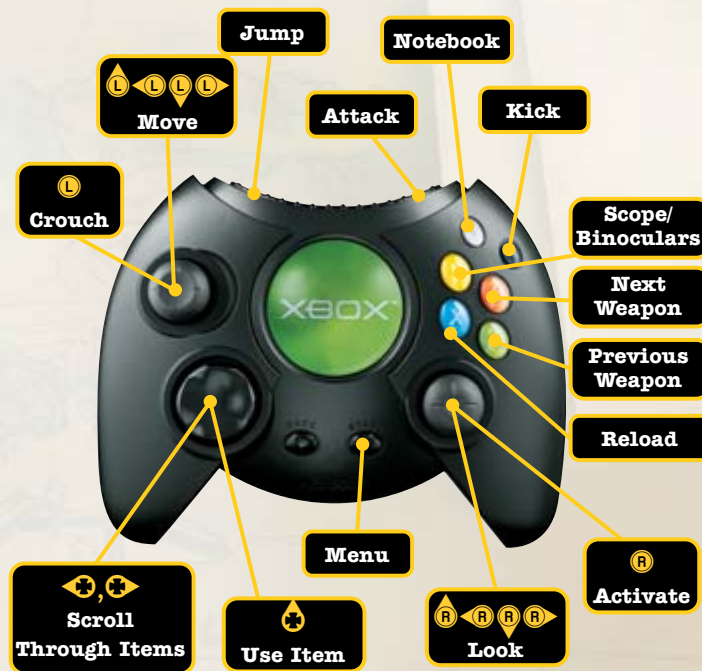 Jump
Notebook
L L L L
Move
Attack
Kick
L
Crouch
Scope/
Binoculars
Next
Weapon
Previous
Weapon
Reload
XBOX
X
Menu
,
Scroll
Through Items
Use Item
R R R R
Look
R
Activate